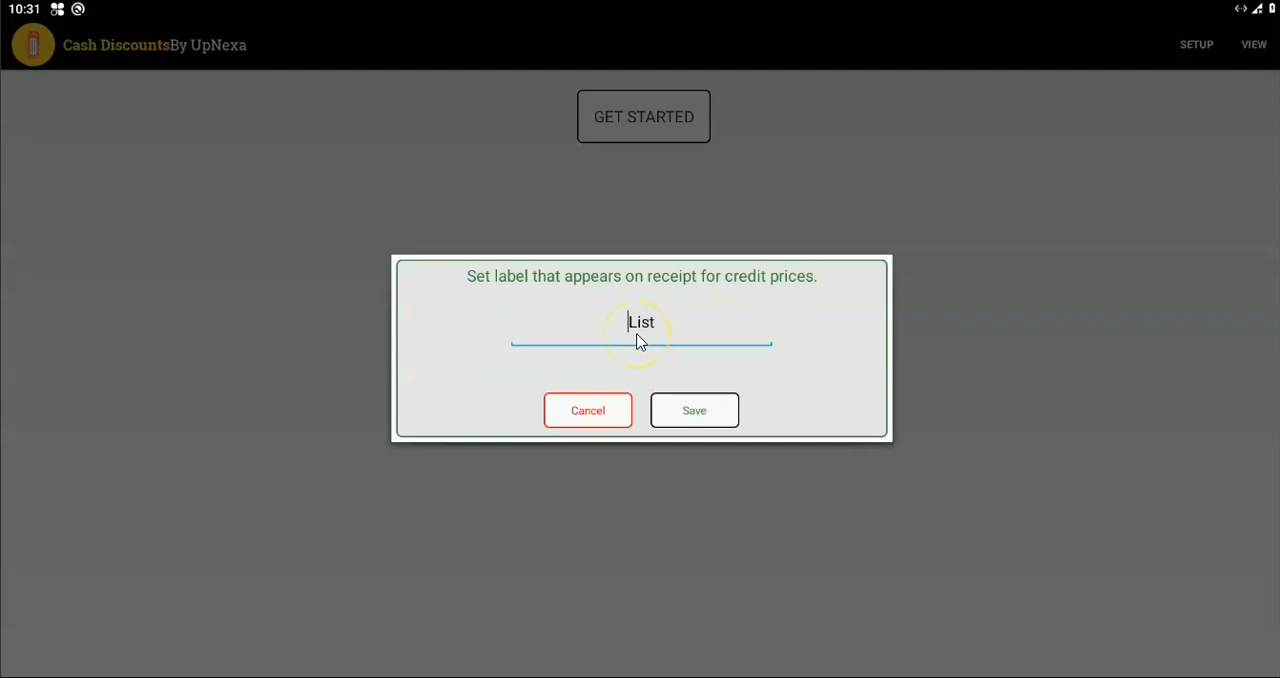 10:31
Cash DiscountsBy UpNexa
SETUP
VIEW
GET STARTED
Set label that appears on receipt for credit prices.
List
Cancel
Save